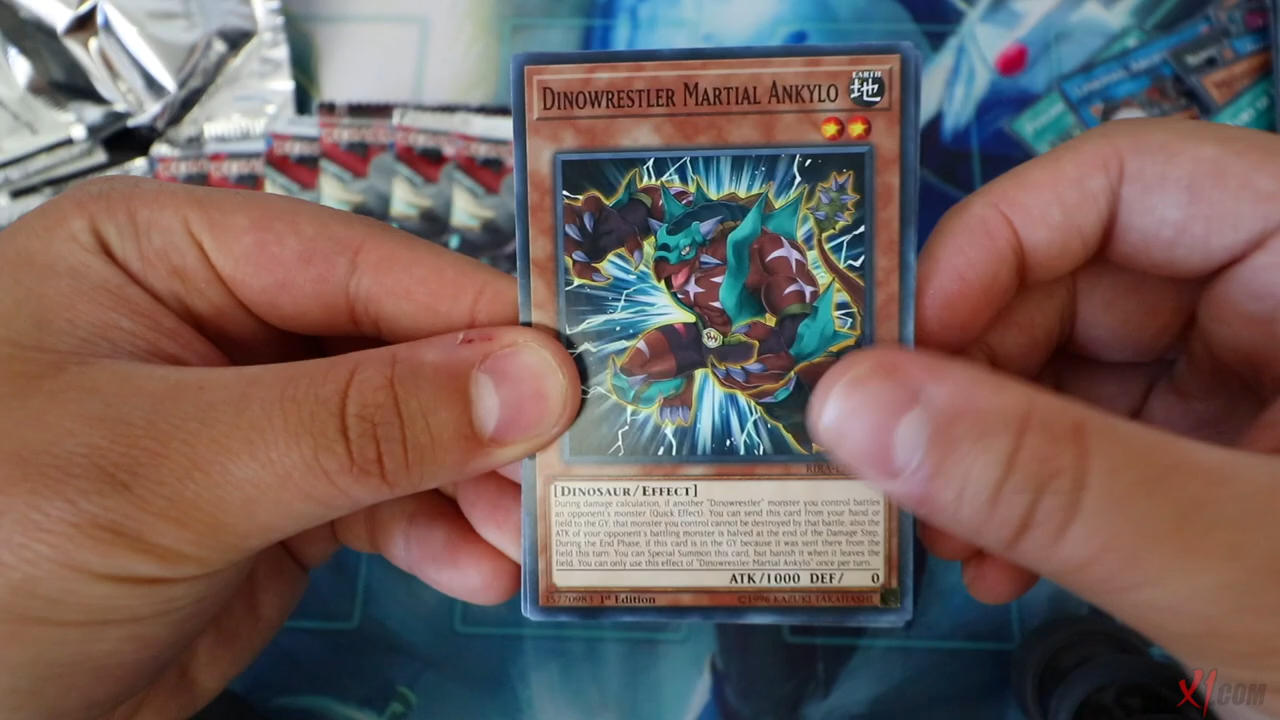 DINOWRESTLER MARTIAL ANKYLO
EARTH
地
[DINOSAUR/EFFECT]
During damage calculation, if another "Dinowrestler" monster you control battles
an opponent's monster (Quick Effect): You can send this card from your hand or
field to the GY, that monster you control cannot be destroyed by that battle, also the
ATK of your opponent's battling monster is halved at the end of the Damage Step.
During the End Phase, if this card is in the GY because it was sent there from the
field this turn: You can Special Summon this card, but banish it when it leaves the
field. You can only use this effect of "Dinowrestler Martial Ankylo" once per turn.
ATK/1000 DEF/ 0
35770983 1st Edition
©1996 KAZUKI TAKAHASHI
X1.COM